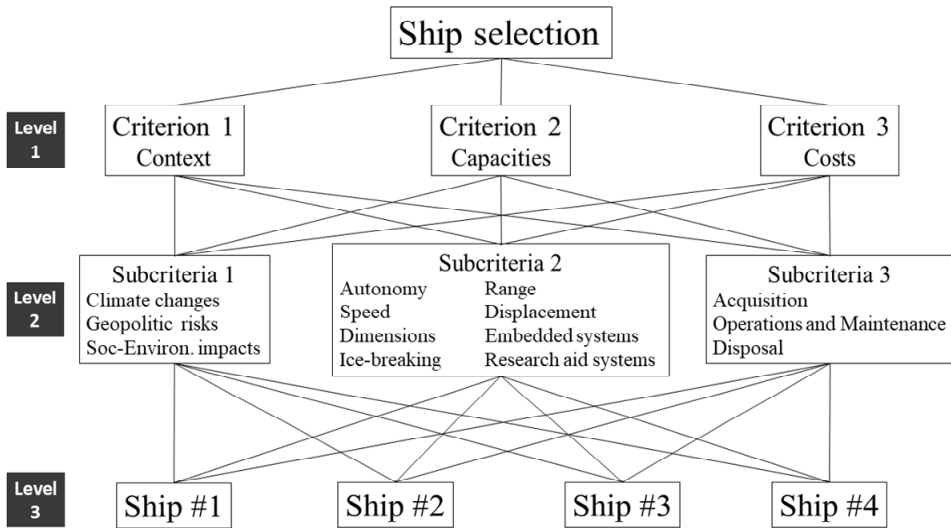 Ship selection
Level
1
Criterion 1
Context
Criterion 2
Capacities
Criterion 3
Costs
Level
2
Subcriteria 1
Climate changes
Geopolitic risks
Soc-Environ. impacts
Subcriteria 2
Autonomy Range
Speed Displacement
Dimensions Embedded systems
Ice-breaking Research aid systems
Subcriteria 3
Acquisition
Operations and Maintenance
Disposal
Level
3
Ship #1
Ship #2
Ship #3
Ship #4